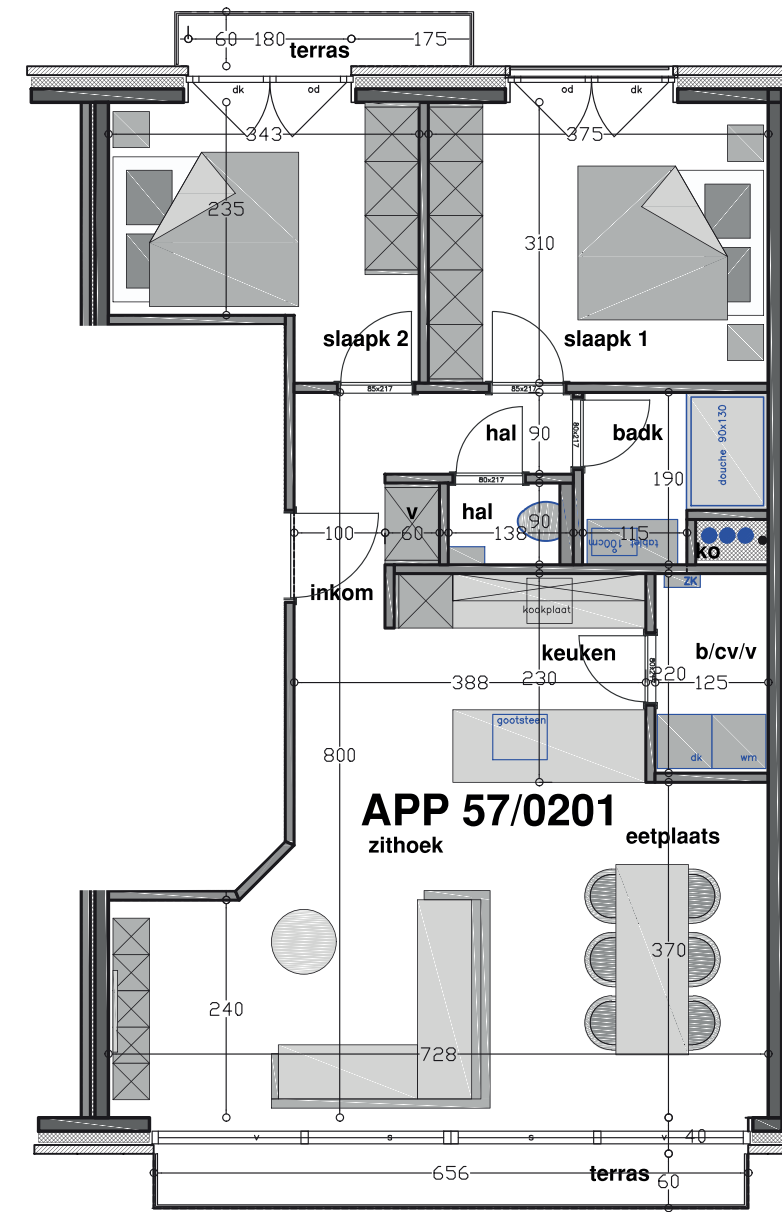 60 180 175
terras
dk od od dk
343 375
235
310
slaapk 2 slaapk 1
85x217 85x217
hal 90 80x217 badk douche 90x130
80x217 190
v hal
100 60 138 90 115
tablet 100cm
ko
inkom
ZK
kookplaat
keuken b/cv/v
388 230 220 125
gootsteen
dk wm
800
APP 57/0201
zithoek eetplaats
370
240
728
v s s v 40
656 terras 60